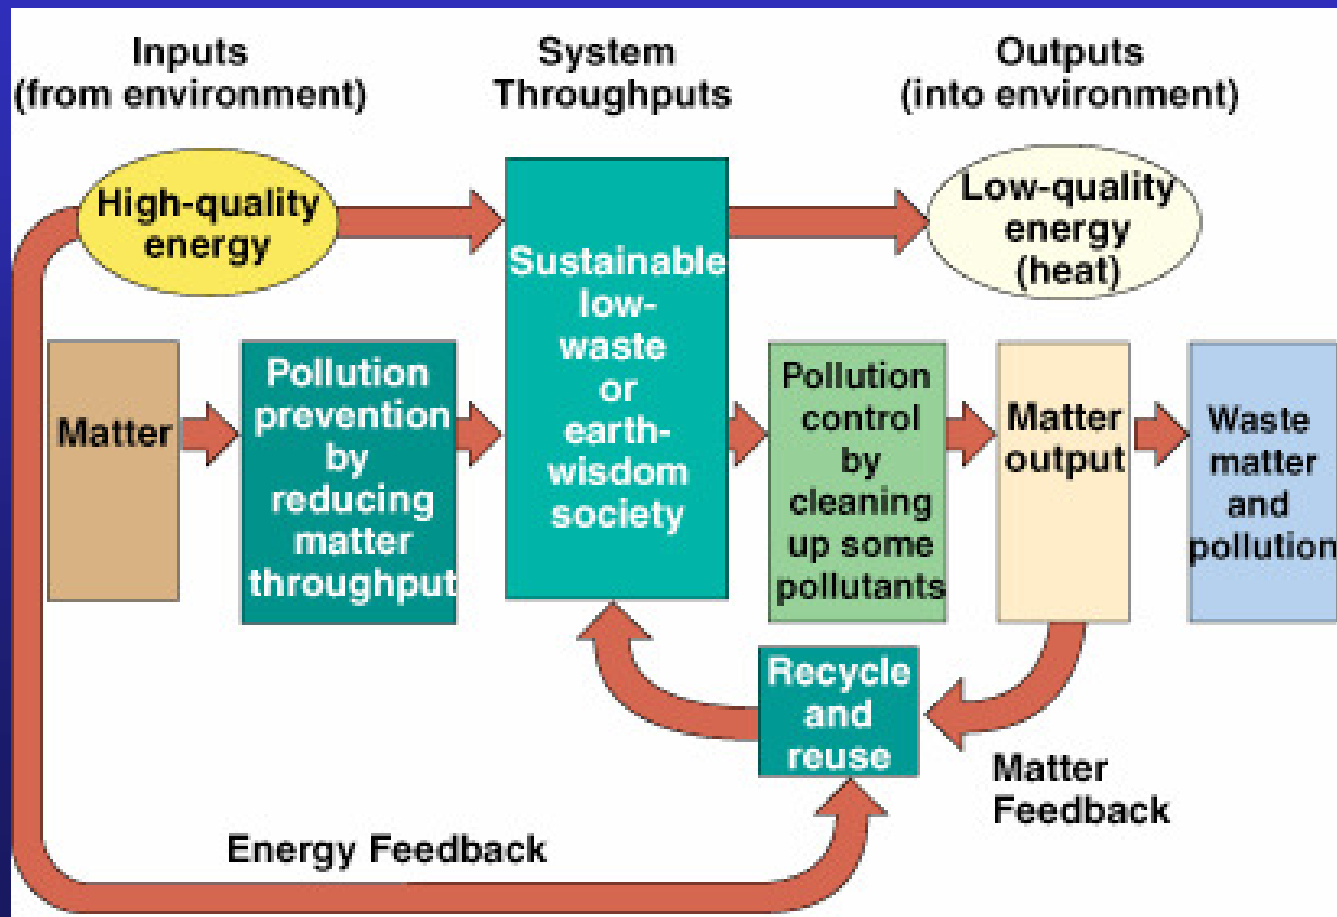 Inputs
(from environment)
System
Throughputs
Outputs
(into environment)
High-quality
energy
Low-quality
energy
(heat)
Sustainable
low-
waste
or
earth-
wisdom
society
Matter
Pollution
prevention
by
reducing
matter
throughput
Pollution
control
by
cleaning
up some
pollutants
Matter
output
Waste
matter
and
pollution
Recycle
and
reuse
Matter
Feedback
Energy Feedback